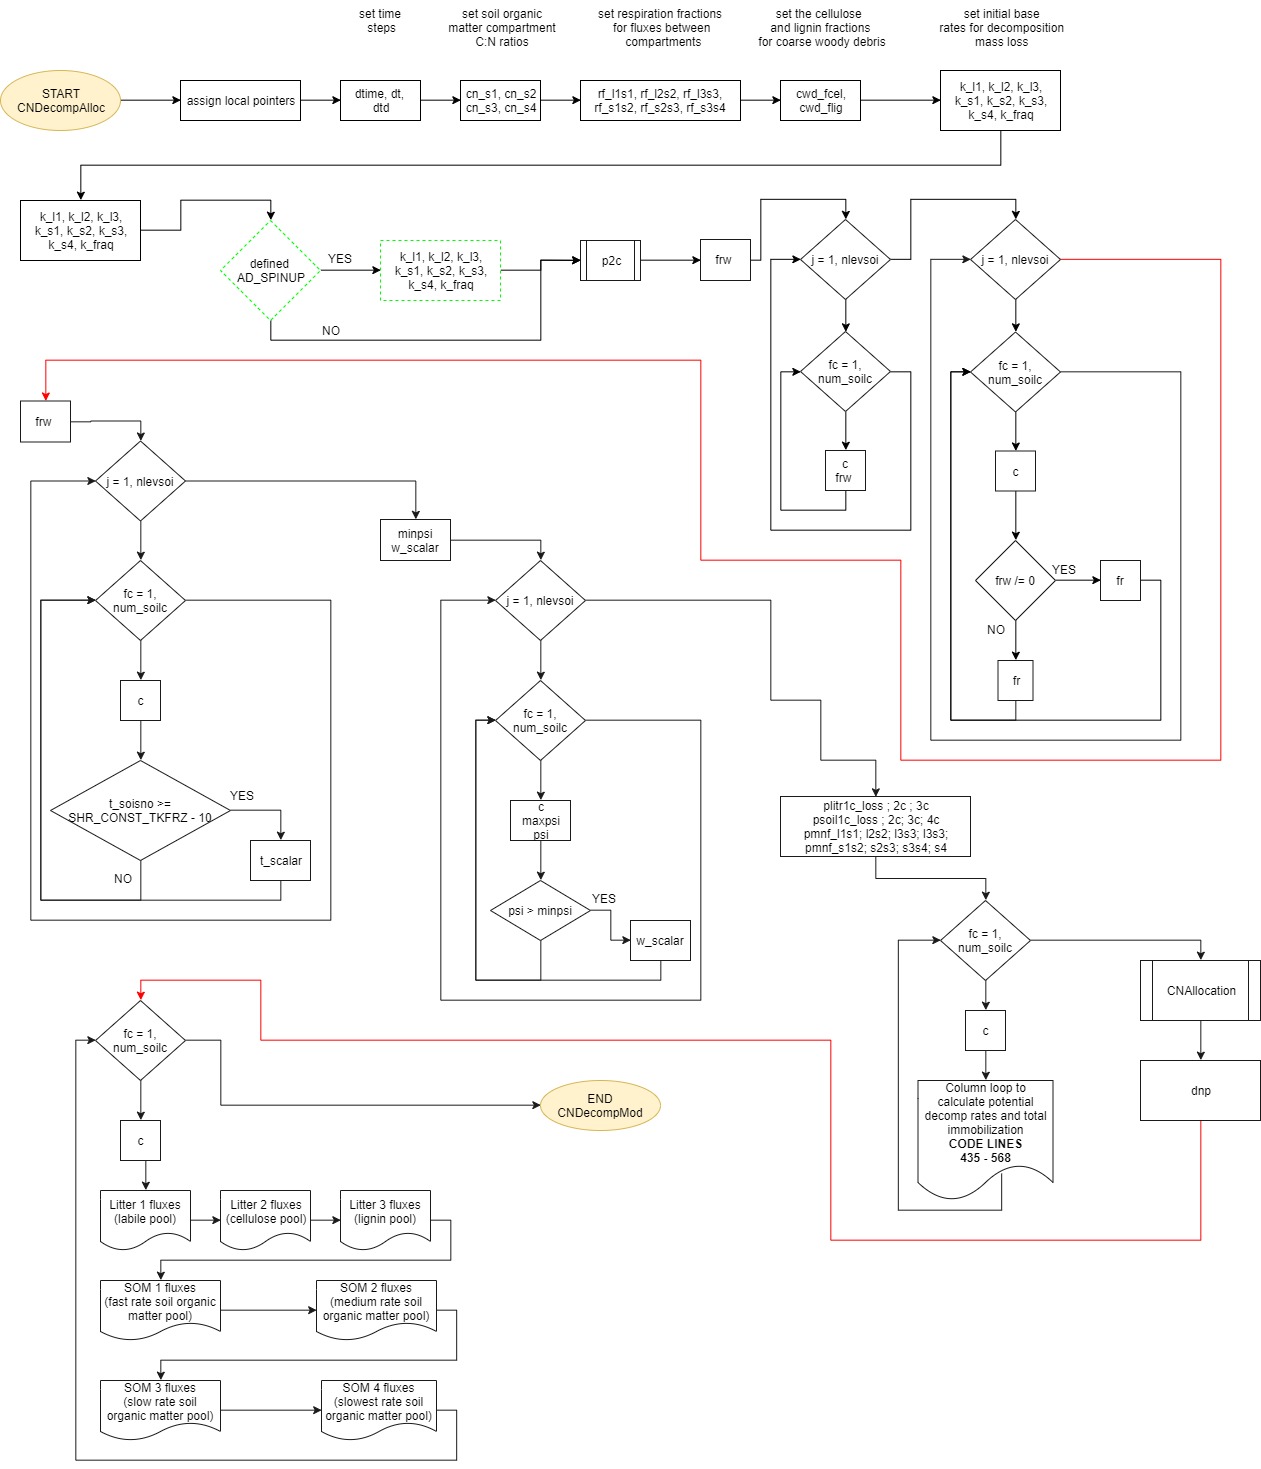 set time
steps
set soil organic
matter compartment
C:N ratios
set respiration fractions
for fluxes between
compartments
set the cellulose
and lignin fractions
for coarse woody debris
set initial base
rates for decomposition
mass loss
START
CNDecompAlloc
assign local pointers
dtime, dt,
dtd
cn_s1, cn_s2
cn_s3, cn_s4
rf_l1s1, rf_l2s2, rf_l3s3,
rf_s1s2, rf_s2s3, rf_s3s4
cwd_fcel,
cwd_flig
k_l1, k_l2, k_l3,
k_s1, k_s2, k_s3,
k_s4, k_fraq
k_l1, k_l2, k_l3,
k_s1, k_s2, k_s3,
k_s4, k_fraq
defined
AD_SPINUP
YES
NO
k_l1, k_l2, k_l3,
k_s1, k_s2, k_s3,
k_s4, k_fraq
p2c
frw
j = 1, nlevsoi
fc = 1,
num_soilc
c
frw
j = 1, nlevsoi
fc = 1,
num_soilc
c
frw /= 0
YES
fr
NO
fr
frw
j = 1, nlevsoi
fc = 1,
num_soilc
c
t_soisno >=
SHR_CONST_TKFRZ - 10
YES
t_scalar
NO
minpsi
w_scalar
j = 1, nlevsoi
fc = 1,
num_soilc
c
maxpsi
psi
psi > minpsi
YES
w_scalar
plitr1c_loss ; 2c ; 3c
psoil1c_loss ; 2c; 3c; 4c
pmnf_l1s1; l2s2; l3s3; l3s3;
pmnf_s1s2; s2s3; s3s4; s4
fc = 1,
num_soilc
c
Column loop to
calculate potential
decomp rates and total
immobilization
CODE LINES
435 - 568
CNAllocation
dnp
fc = 1,
num_soilc
c
END
CNDecompMod
Litter 1 fluxes
(labile pool)
Litter 2 fluxes
(cellulose pool)
Litter 3 fluxes
(lignin pool)
SOM 1 fluxes
(fast rate soil organic
matter pool)
SOM 2 fluxes
(medium rate soil
organic matter pool)
SOM 3 fluxes
(slow rate soil
organic matter pool)
SOM 4 fluxes
(slowest rate soil
organic matter pool)